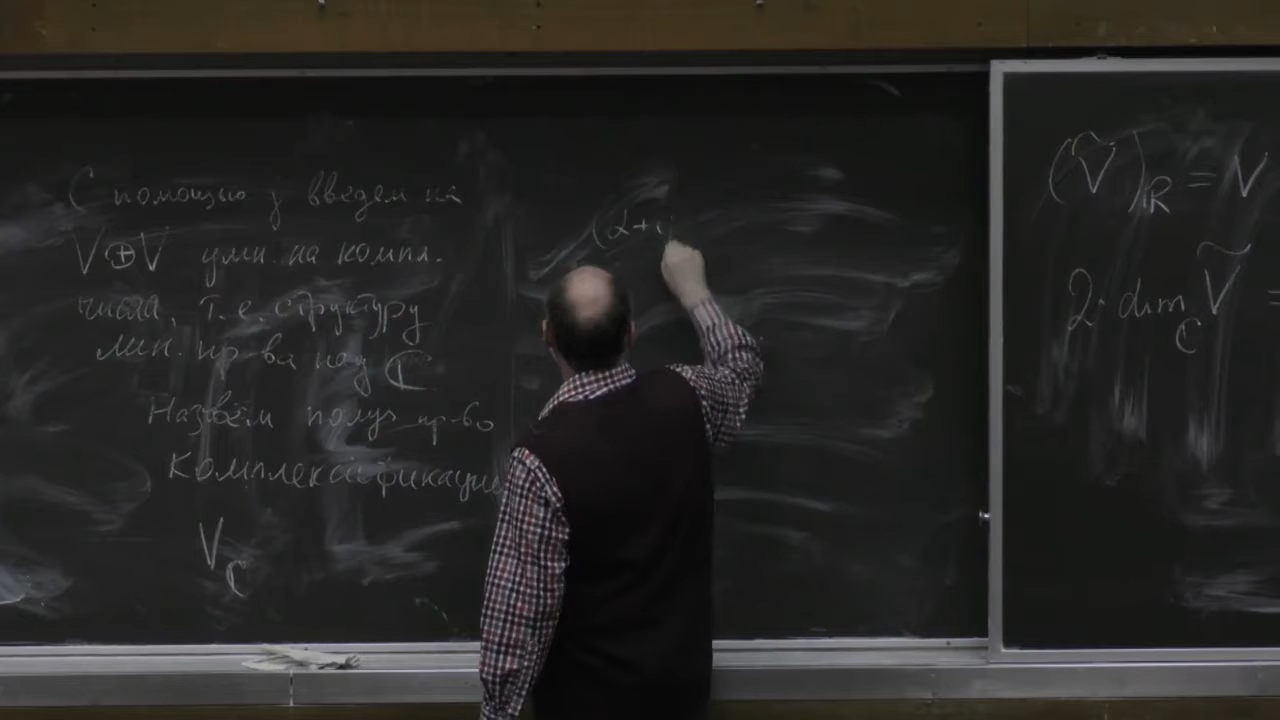 С помощью J введем на
V⊕V умн. на компл.
числа, т.е. структуру
лин. пр-ва над ℂ
Назовём получ пр-во
Комплексификацие
V_ℂ
(α+i
(Ṽ)_ℝ = V
2·dim_ℂ Ṽ =